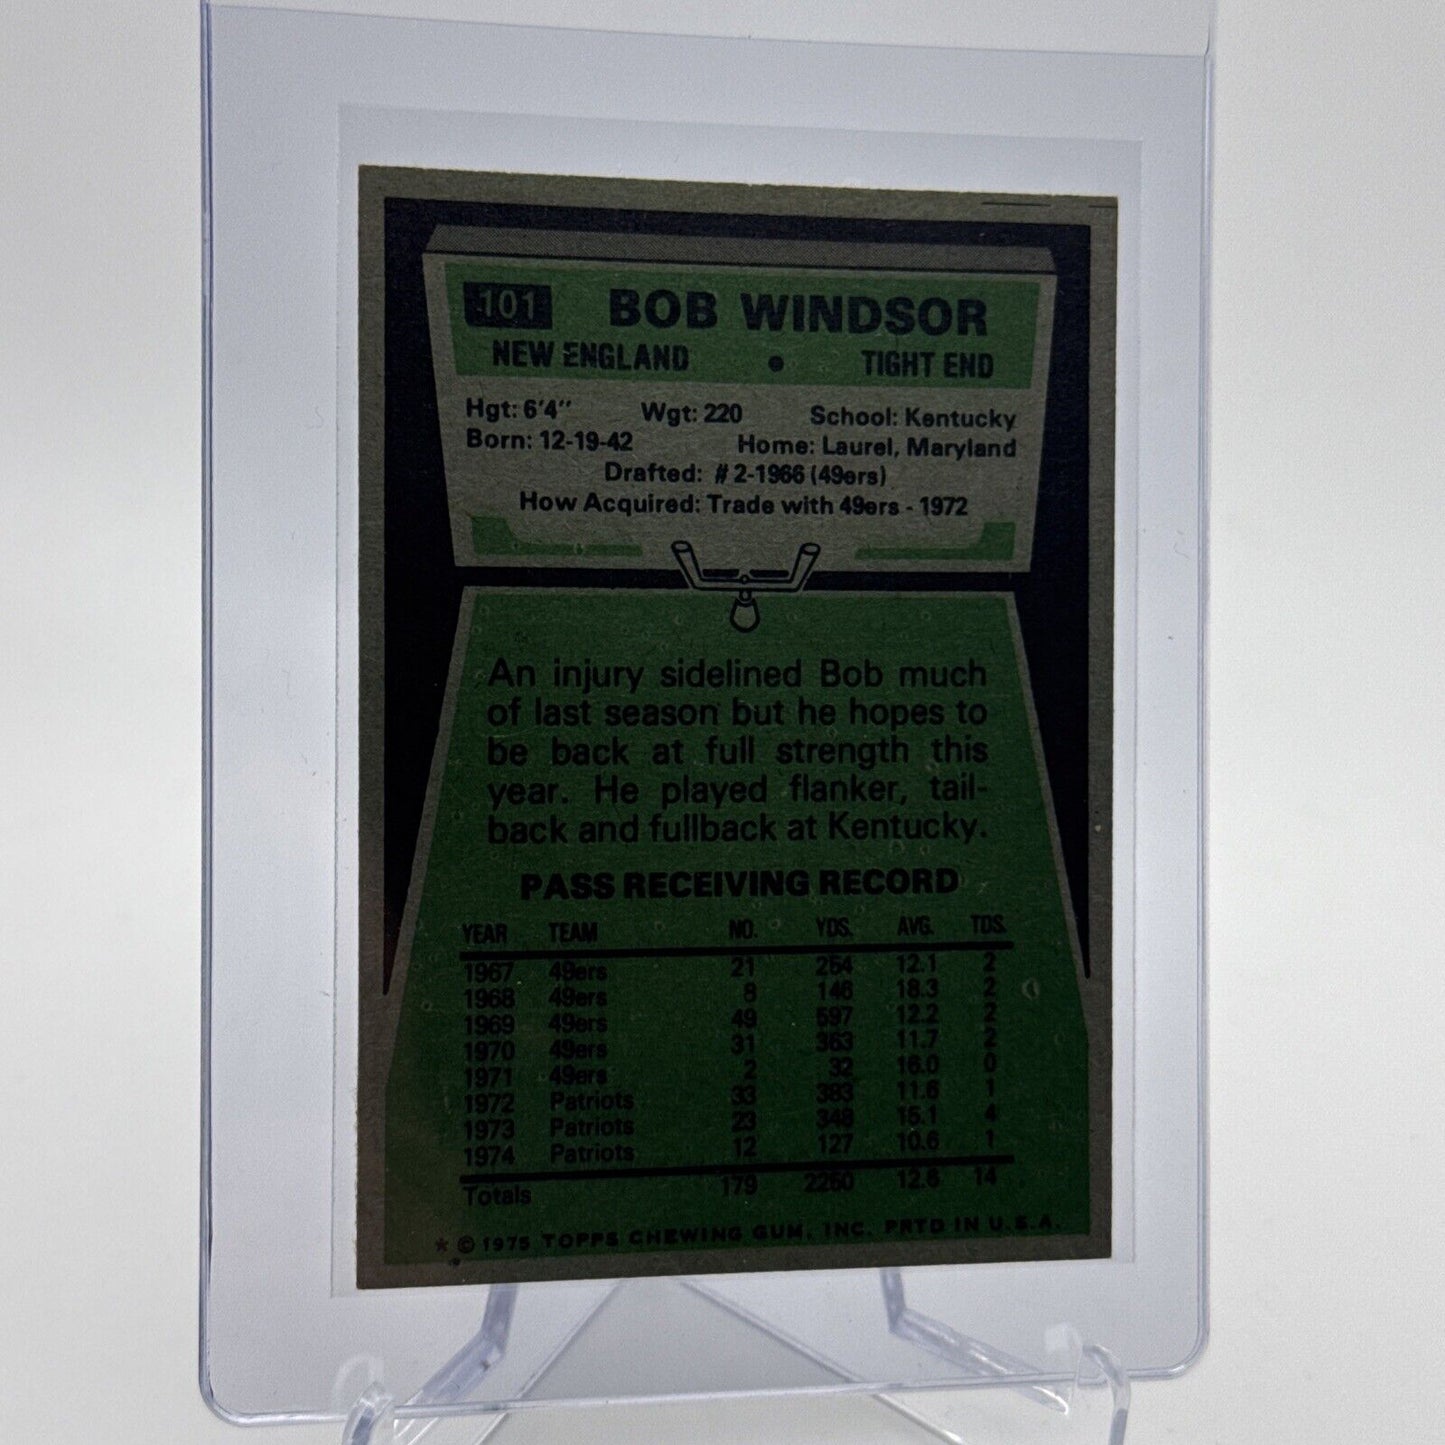 101 BOB WINDSOR
NEW ENGLAND • TIGHT END
Hgt: 6'4" Wgt: 220 School: Kentucky
Born: 12-19-42 Home: Laurel, Maryland
Drafted: #2-1966 (49ers)
How Acquired: Trade with 49ers - 1972
An injury sidelined Bob much
of last season but he hopes to
be back at full strength this
year. He played flanker, tail-
back and fullback at Kentucky.
PASS RECEIVING RECORD
YEAR TEAM NO. YDS. AVG. TDS.
1967 49ers 21 254 12.1 2
1968 49ers 8 146 18.3 2
1969 49ers 49 597 12.2 2
1970 49ers 31 363 11.7 2
1971 49ers 2 32 16.0 0
1972 Patriots 33 383 11.6 1
1973 Patriots 23 348 15.1 4
1974 Patriots 12 127 10.6 1
Totals 179 2250 12.6 14
* © 1975 TOPPS CHEWING GUM, INC. PRTD IN U.S.A.